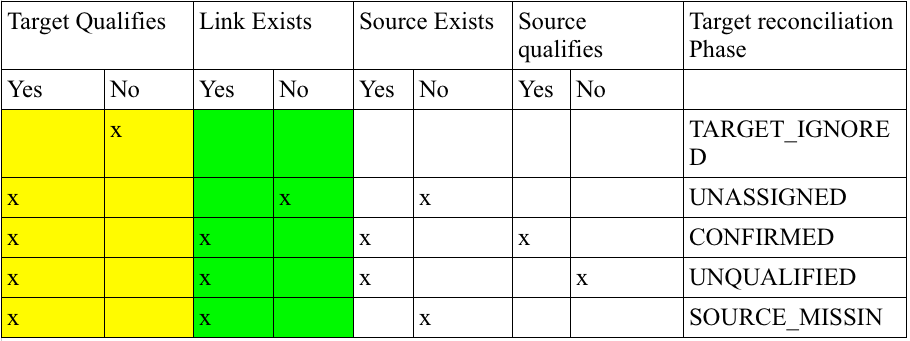 Target Qualifies Link Exists Source Exists Source qualifies Target reconciliation Phase
Yes No Yes No Yes No Yes No
x TARGET_IGNORED
x x x UNASSIGNED
x x x x CONFIRMED
x x x x UNQUALIFIED
x x x SOURCE_MISSIN